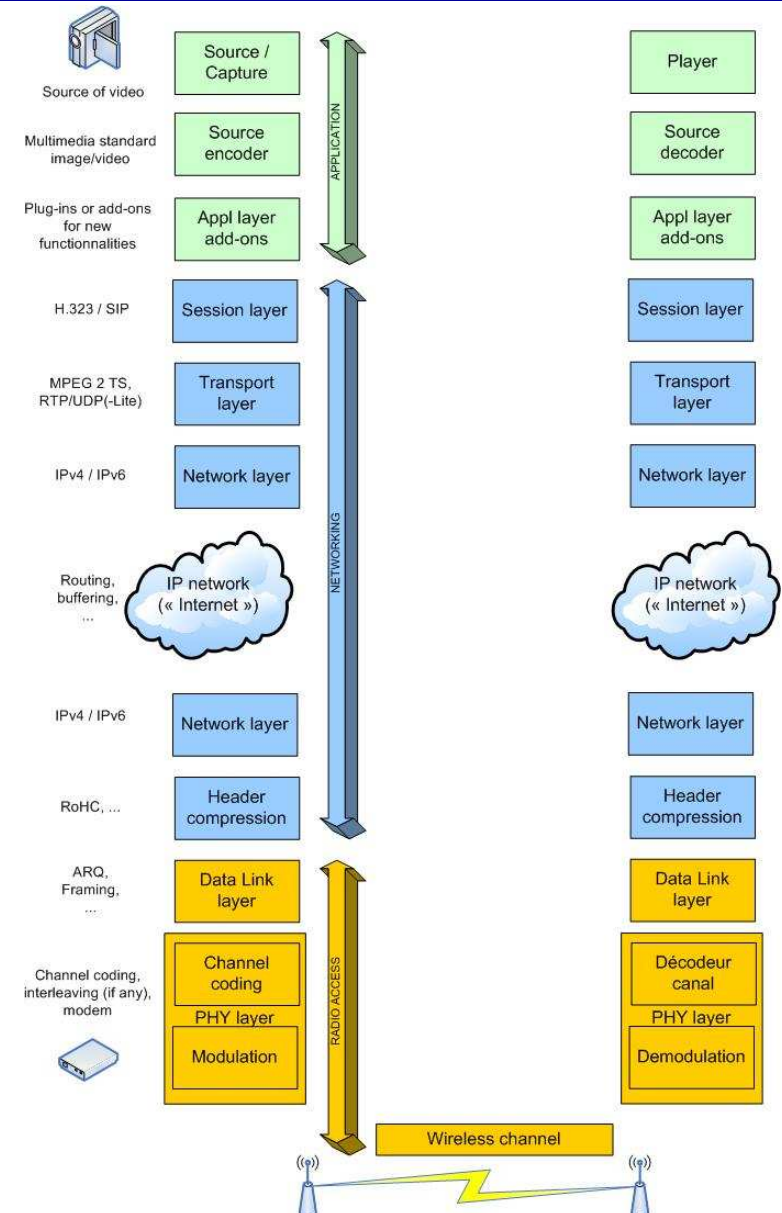 Source of video
Source /
Capture
Player
Multimedia standard
image/video
Source
encoder
Source
decoder
APPLICATION
Plug-ins or add-ons
for new
functionnalities
Appl layer
add-ons
Appl layer
add-ons
H.323 / SIP
Session layer
Session layer
MPEG 2 TS,
RTP/UDP(-Lite)
Transport
layer
Transport
layer
IPv4 / IPv6
Network layer
Network layer
NETWORKING
Routing,
buffering,
...
IP network
(« Internet »)
IP network
(« Internet »)
IPv4 / IPv6
Network layer
Network layer
RoHC, ...
Header
compression
Header
compression
ARQ,
Framing,
...
Data Link
layer
Data Link
layer
RADIO ACCESS
Channel coding,
interleaving (if any),
modem
Channel
coding
PHY layer
Modulation
Décodeur
canal
PHY layer
Demodulation
Wireless channel